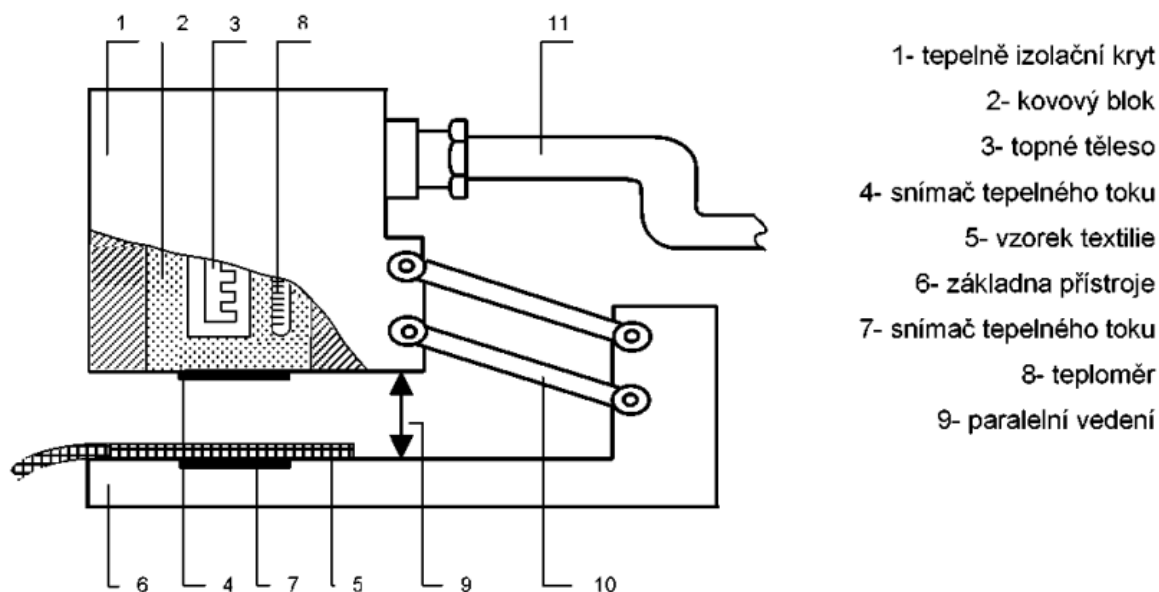 1 2 3 8 11
1- tepelně izolační kryt
2- kovový blok
3- topné těleso
4- snímač tepelného toku
5- vzorek textilie
6- základna přístroje
7- snímač tepelného toku
8- teploměr
9- paralelní vedení
6 4 7 5 9 10